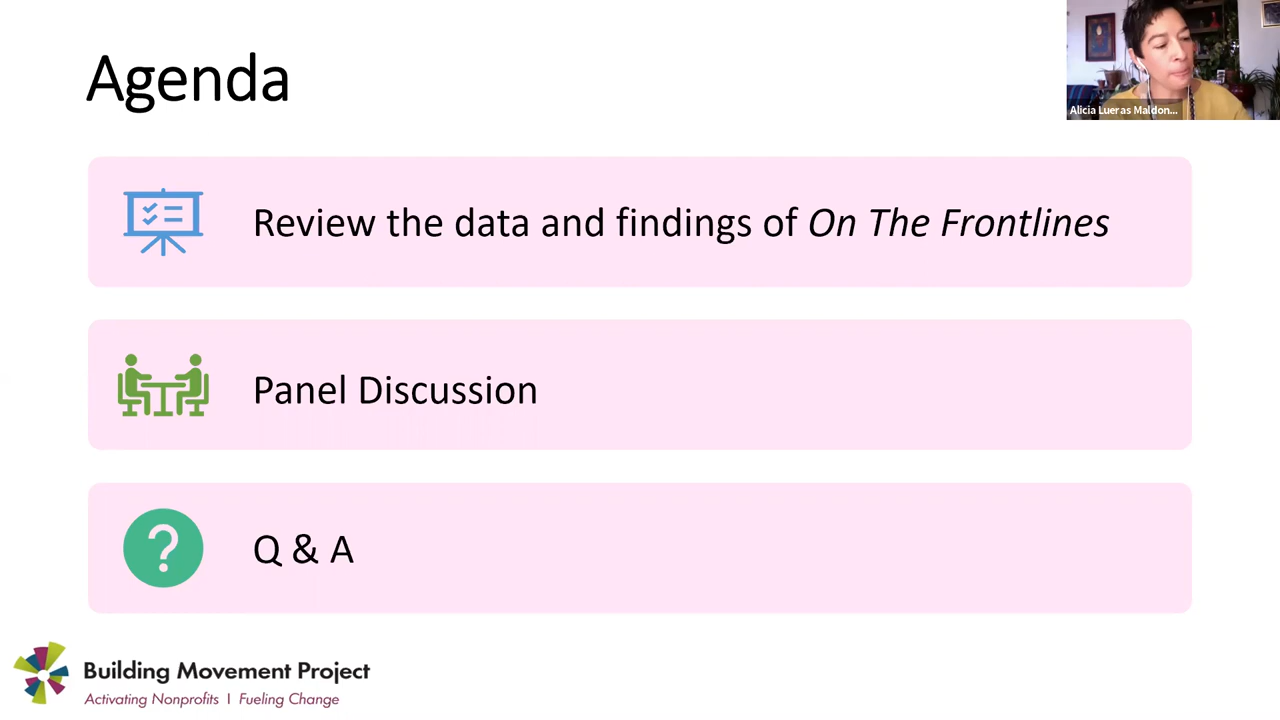 Agenda
Alicia Lueras Maldon...
Review the data and findings of On The Frontlines
Panel Discussion
?
Q & A
Building Movement Project
Activating Nonprofits | Fueling Change